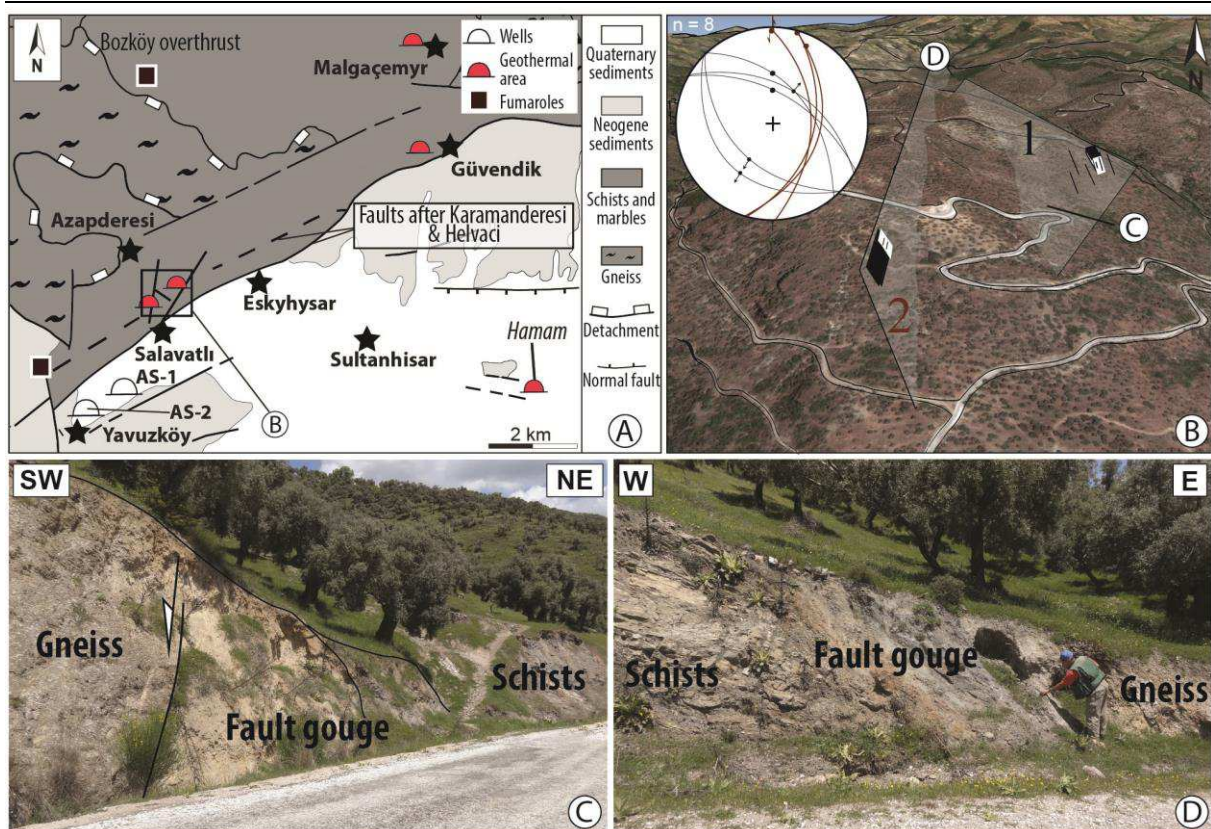 N
Bozköy overthrust
Malgaçemyr
Wells
Geothermal
area
Fumaroles
Güvendik
Azapderesi
Faults after Karamanderesi
& Helvaci
Eskyhysar
Salavatlı
Sultanhisar
Hamam
AS-1
AS-2
Yavuzköy
B
2 km
A
Quaternary
sediments
Neogene
sediments
Schists and
marbles
Gneiss
Detachment
Normal fault
n = 8
D
N
1
C
2
B
SW
NE
Gneiss
Schists
Fault gouge
C
W
E
Schists
Fault gouge
Gneiss
D